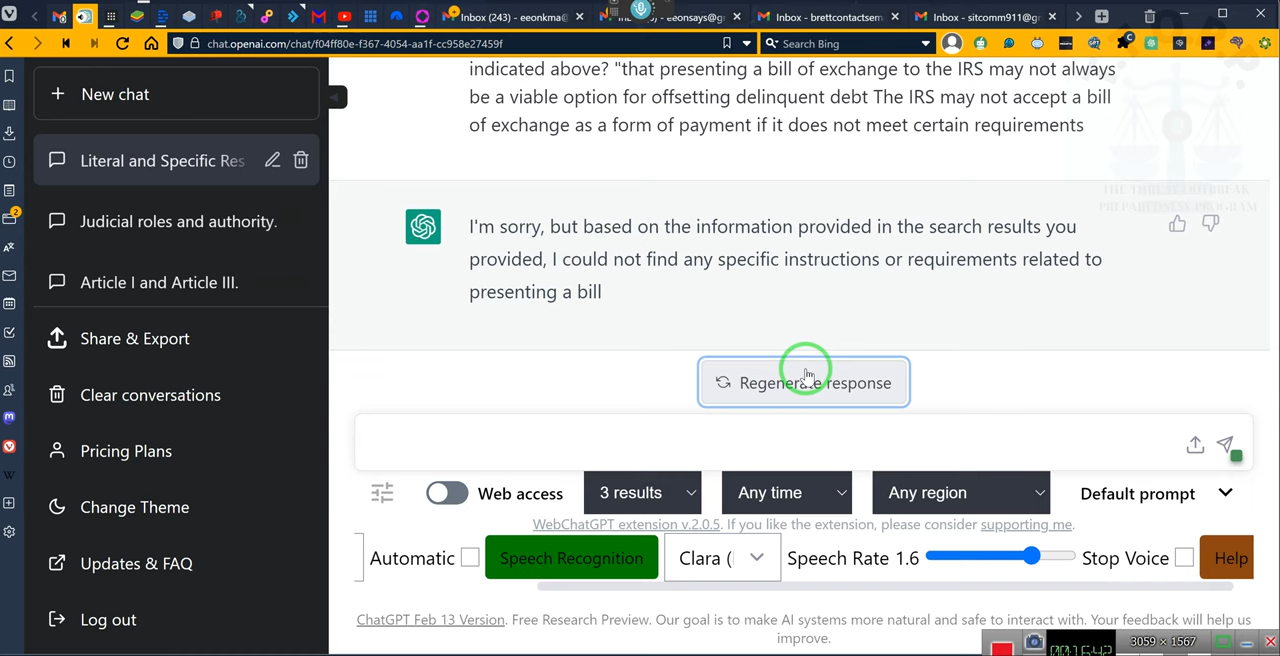 Inbox (243) - eeonkma@
Inbox - eeonsays@g
Inbox - brettcontactsem
Inbox - sitcomm911@g
chat.openai.com/chat/f04ff80e-f367-4054-aa1f-cc958e27459f
Search Bing
New chat
Literal and Specific Res
Judicial roles and authority.
Article I and Article III.
Share & Export
Clear conversations
Pricing Plans
Change Theme
Updates & FAQ
Log out
indicated above? "that presenting a bill of exchange to the IRS may not always
be a viable option for offsetting delinquent debt The IRS may not accept a bill
of exchange as a form of payment if it does not meet certain requirements
PREPAREDNESS PROGRAM
I'm sorry, but based on the information provided in the search results you
provided, I could not find any specific instructions or requirements related to
presenting a bill
Regenerate response
Web access
3 results
Any time
Any region
Default prompt
WebChatGPT extension v.2.0.5. If you like the extension, please consider supporting me.
Automatic
Speech Recognition
Clara (
Speech Rate 1.6
Stop Voice
Help
ChatGPT Feb 13 Version. Free Research Preview. Our goal is to make AI systems more natural and safe to interact with. Your feedback will help us
improve.
00:16:42
3059 × 1567